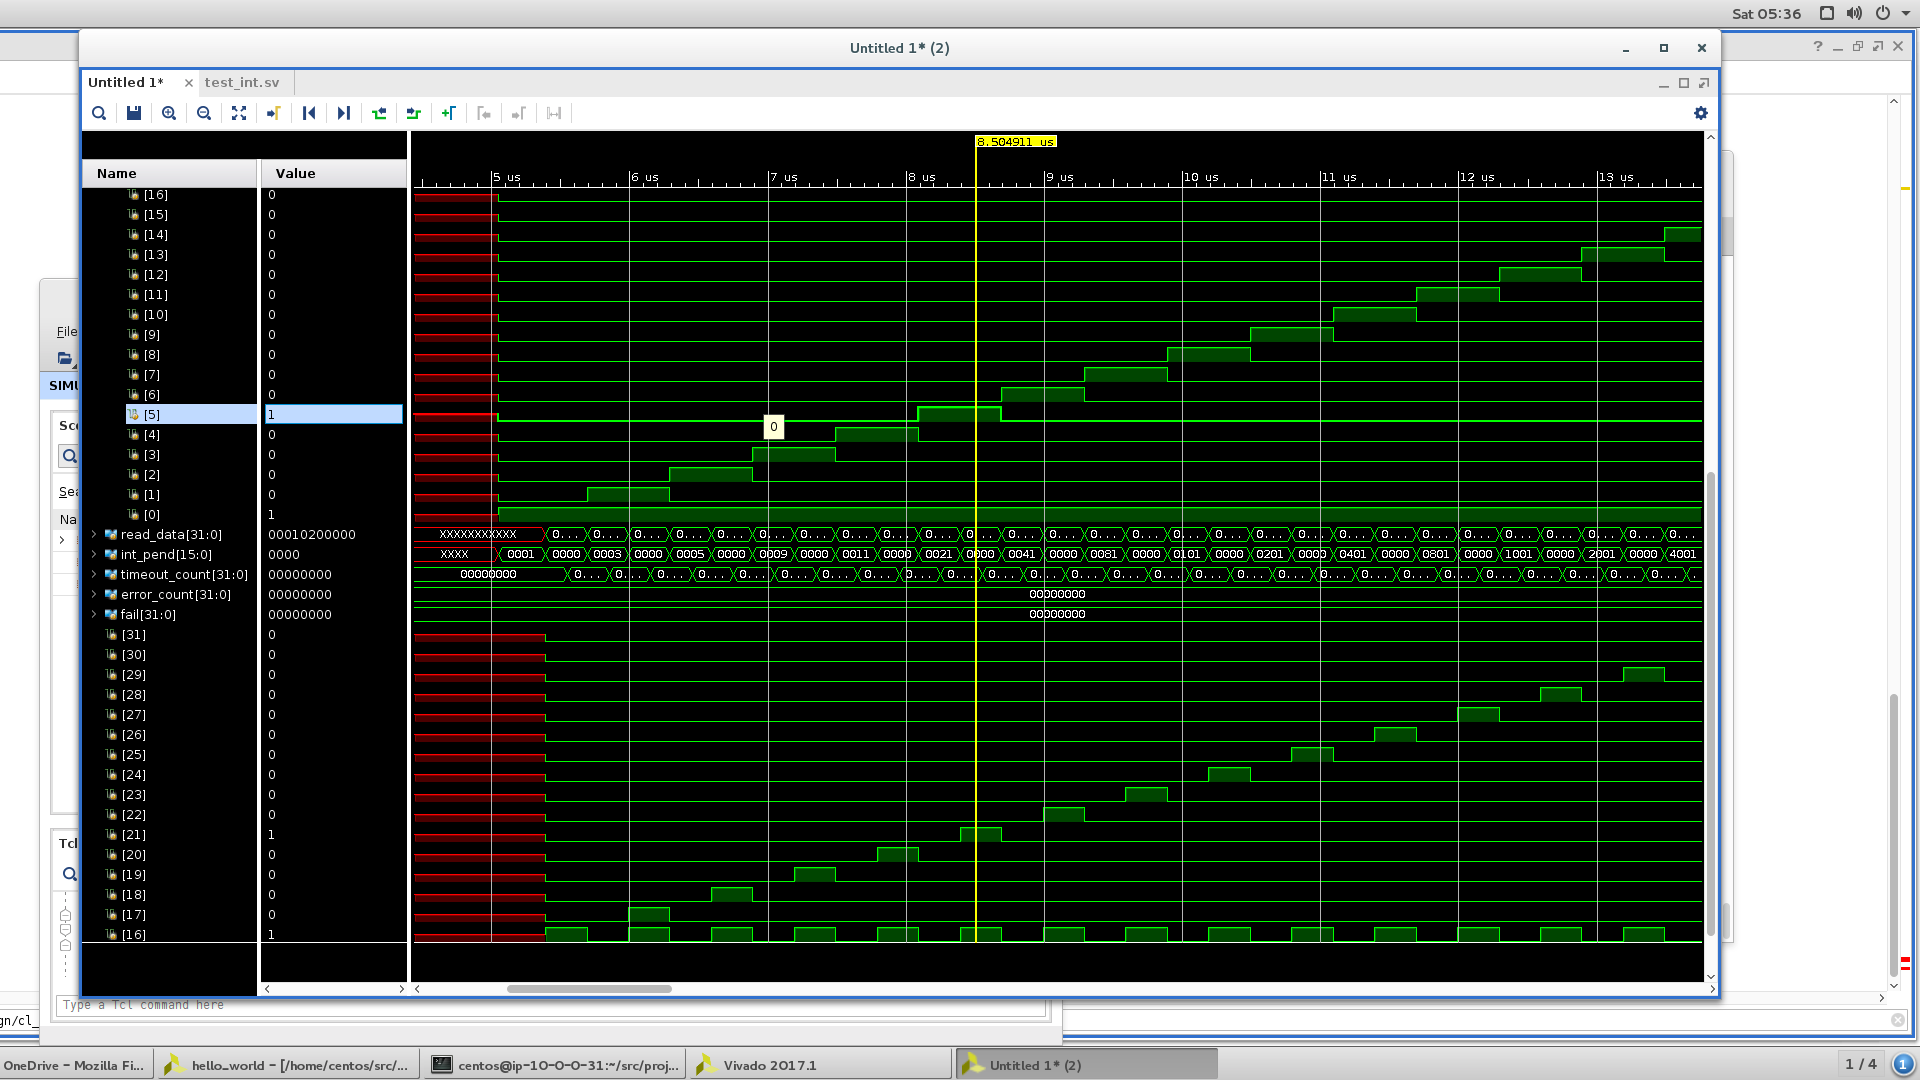 Sat 05:36
Untitled 1* (2)
Untitled 1*
test_int.sv
8.504911 us
Name
Value
5 us
6 us
7 us
8 us
9 us
10 us
11 us
12 us
13 us
[16] 0
[15] 0
[14] 0
[13] 0
[12] 0
[11] 0
[10] 0
[9] 0
[8] 0
[7] 0
[6] 0
[5] 1
0
[4] 0
[3] 0
[2] 0
[1] 0
[0] 1
read_data[31:0] 00010200000 XXXXXXXXXXX 0... 0... 0... 0... 0... 0... 0... 0... 0... 0... 0... 0... 0... 0... 0... 0... 0... 0... 0... 0... 0... 0... 0... 0... 0... 0... 0... 0...
int_pend[15:0] 0000 XXXX 0001 0000 0003 0000 0005 0000 0009 0000 0011 0000 0021 0000 0041 0000 0081 0000 0101 0000 0201 0000 0401 0000 0801 0000 1001 0000 2001 0000 4001
timeout_count[31:0] 00000000 00000000 0... 0... 0... 0... 0... 0... 0... 0... 0... 0... 0... 0... 0... 0... 0... 0... 0... 0... 0... 0... 0... 0... 0... 0... 0... 0... 0...
error_count[31:0] 00000000 00000000
fail[31:0] 00000000 00000000
[31] 0
[30] 0
[29] 0
[28] 0
[27] 0
[26] 0
[25] 0
[24] 0
[23] 0
[22] 0
[21] 1
[20] 0
[19] 0
[18] 0
[17] 0
[16] 1
File
SIMU
Sco
Sea
Na
Tcl
Type a Tcl command here
gn/cl_
OneDrive – Mozilla Fi...
hello_world – [/home/centos/src/...
centos@ip-10-0-0-31:~/src/proj...
Vivado 2017.1
Untitled 1* (2)
1 / 4
1